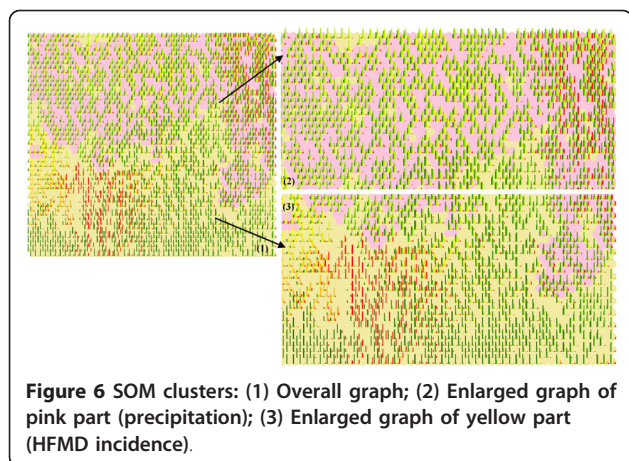 (1)
(2)
(3)
Figure 6 SOM clusters: (1) Overall graph; (2) Enlarged graph of
pink part (precipitation); (3) Enlarged graph of yellow part
(HFMD incidence).